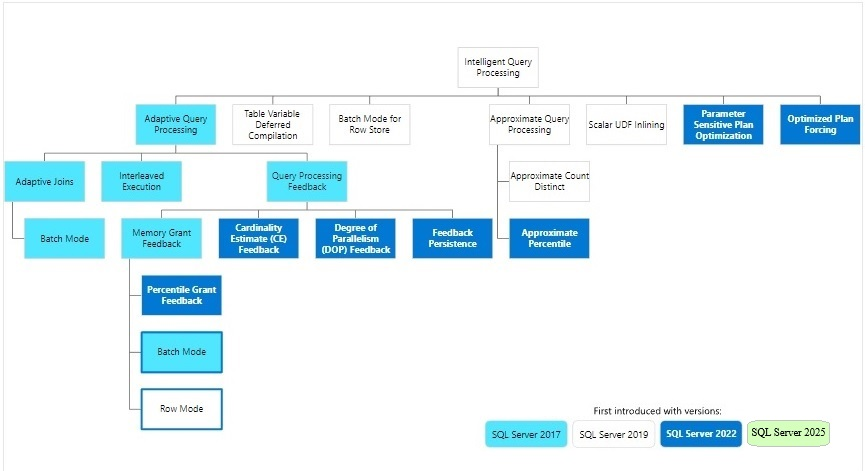 Intelligent Query
Processing
Adaptive Query
Processing
Table Variable
Deferred
Compilation
Batch Mode for
Row Store
Approximate Query
Processing
Scalar UDF Inlining
Parameter
Sensitive Plan
Optimization
Optimized Plan
Forcing
Adaptive Joins
Interleaved
Execution
Query Processing
Feedback
Approximate Count
Distinct
Batch Mode
Memory Grant
Feedback
Cardinality
Estimate (CE)
Feedback
Degree of
Parallelism
(DOP) Feedback
Feedback
Persistence
Approximate
Percentile
Percentile Grant
Feedback
Batch Mode
Row Mode
First introduced with versions:
SQL Server 2017
SQL Server 2019
SQL Server 2022
SQL Server 2025